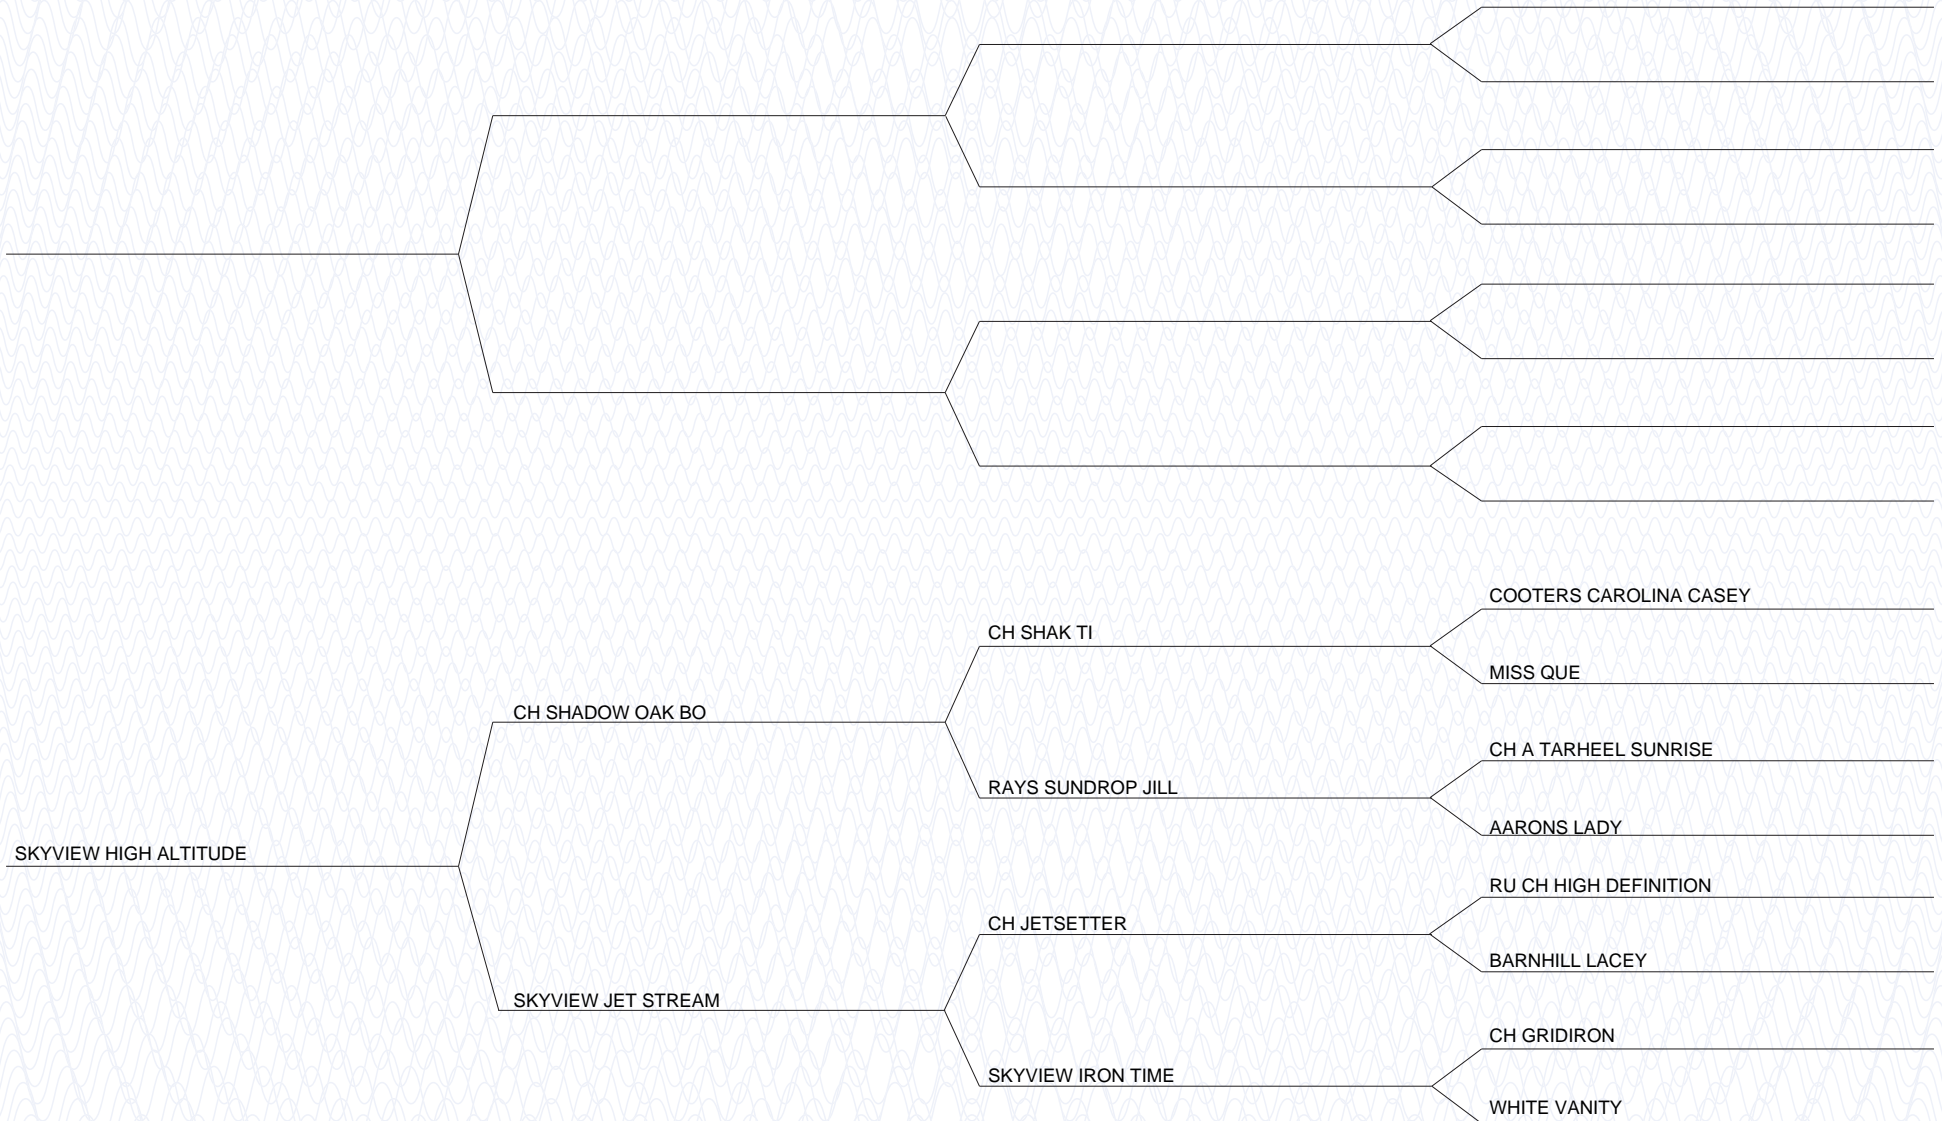 COOTERS CAROLINA CASEY
CH SHAK TI
MISS QUE
CH SHADOW OAK BO
CH A TARHEEL SUNRISE
RAYS SUNDROP JILL
AARONS LADY
SKYVIEW HIGH ALTITUDE
RU CH HIGH DEFINITION
CH JETSETTER
BARNHILL LACEY
SKYVIEW JET STREAM
CH GRIDIRON
SKYVIEW IRON TIME
WHITE VANITY